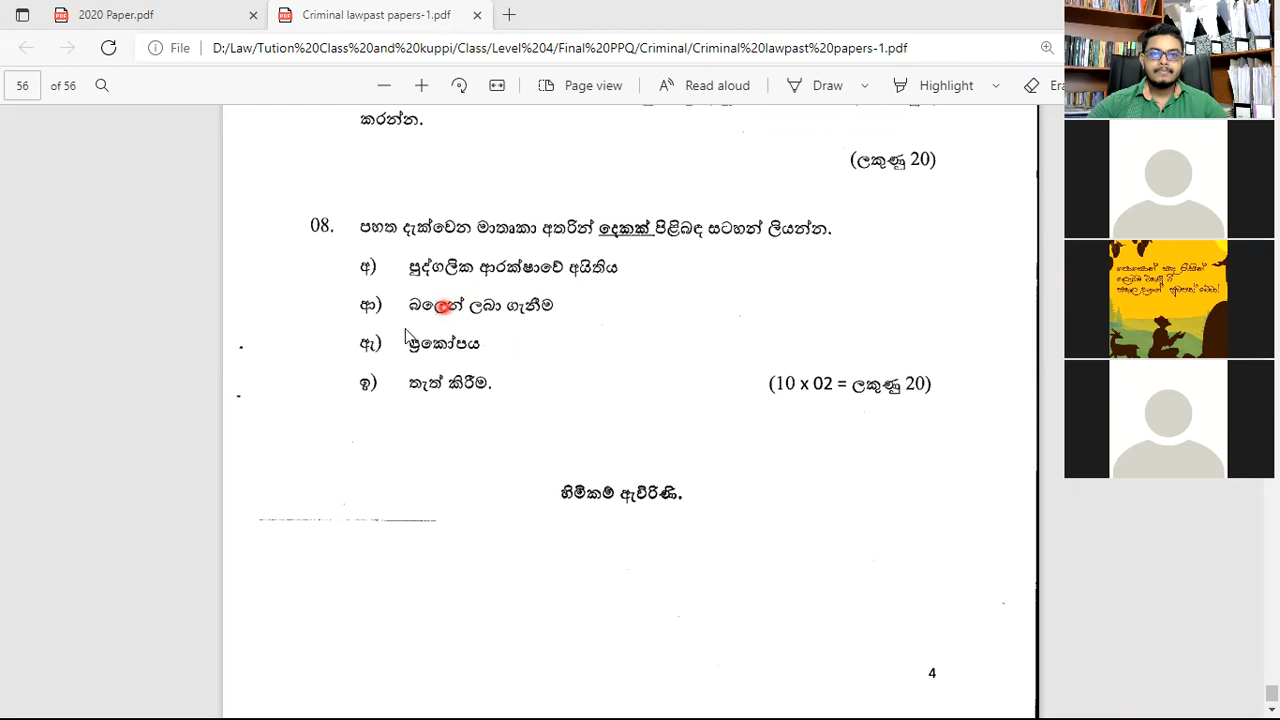 2020 Paper.pdf
Criminal lawpast papers-1.pdf
File D:/Law/Tution%20Class%20and%20kuppi/Class/Level%204/Final%20PPQ/Criminal/Criminal%20lawpast%20papers-1.pdf
56 of 56 Page view Read aloud Draw Highlight Era
කරන්න.
(ලකුණු 20)
08. පහත දැක්වෙන මාතෘකා අතරින් දෙකක් පිළිබඳ සටහන් ලියන්න.
අ) පුද්ගලික ආරක්ෂාවේ අයිතිය
ආ) බලෙන් ලබා ගැනීම
ඇ) ප්‍රකෝපය
ඉ) තැත් කිරීම. (10 x 02 = ලකුණු 20)
හිමිකම් ඇවිරිණි.
4